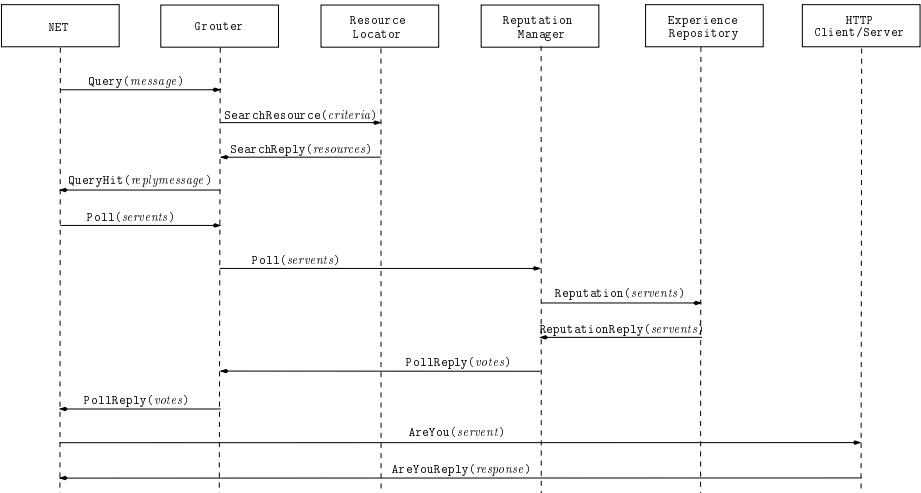 NET
Grouter
Resource
Locator
Reputation
Manager
Experience
Repository
HTTP
Client/Server
Query(message)
SearchResource(criteria)
SearchReply(resources)
QueryHit(replymessage)
Poll(servents)
Poll(servents)
Reputation(servents)
ReputationReply(servents)
PollReply(votes)
PollReply(votes)
AreYou(servent)
AreYouReply(response)